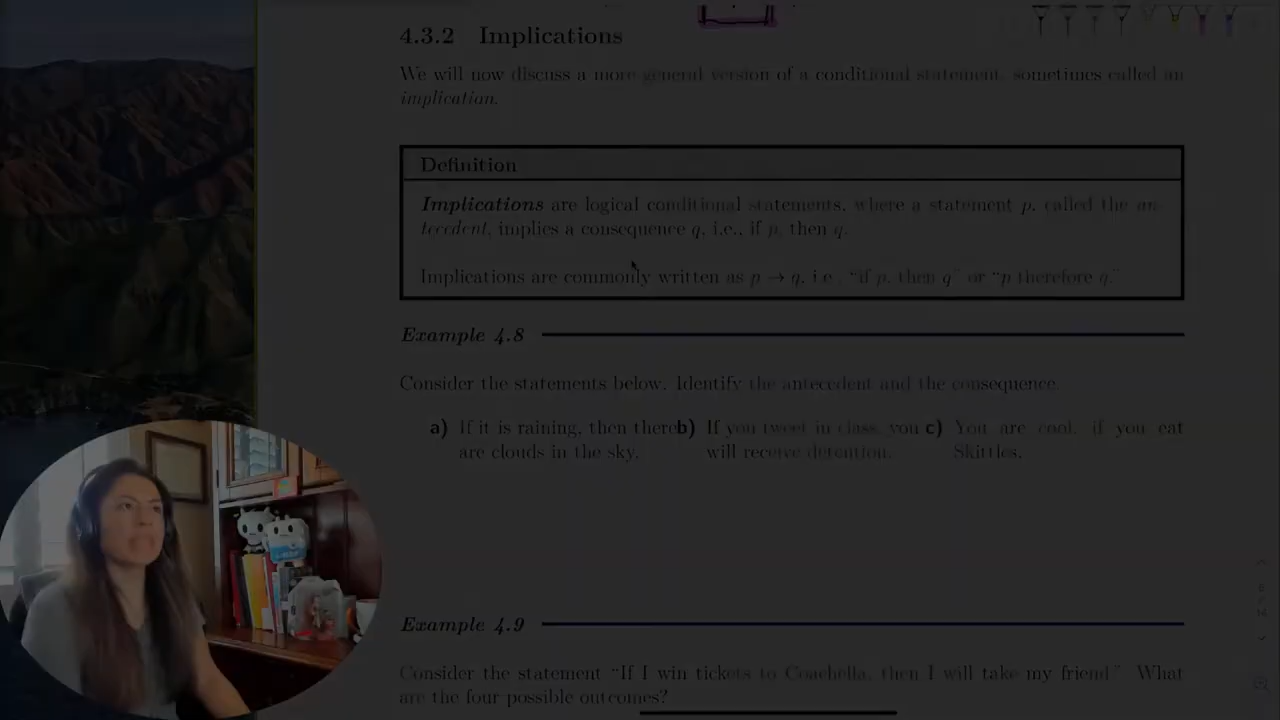 4.3.2 Implications
We will now discuss a more general version of a conditional statement, sometimes called an
implication.
Definition
Implications are logical conditional statements, where a statement p, called the an-
tecedent, implies a consequence q, i.e., if p, then q.
Implications are commonly written as p → q, i.e., “if p, then q” or “p therefore q.”
Example 4.8
Consider the statements below. Identify the antecedent and the consequence.
a) If it is raining, then there
are clouds in the sky.
b) If you tweet in class, you
will receive detention.
c) You are cool, if you eat
Skittles.
Example 4.9
Consider the statement “If I win tickets to Coachella, then I will take my friend.” What
are the four possible outcomes?